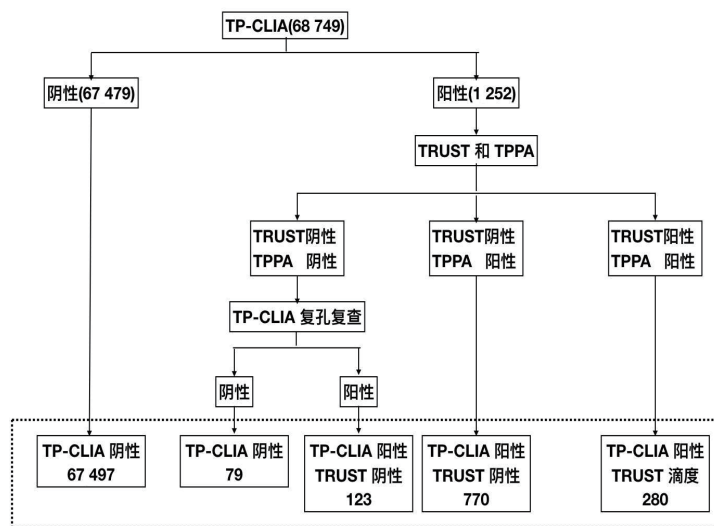 TP-CLIA(68 749)
阴性(67 479)
阳性(1 252)
TRUST 和 TPPA
TRUST阴性
TPPA 阴性
TRUST阴性
TPPA 阳性
TRUST阳性
TPPA 阳性
TP-CLIA 复孔复查
阴性
阳性
TP-CLIA 阴性
67 497
TP-CLIA 阴性
79
TP-CLIA 阳性
TRUST 阴性
123
TP-CLIA 阳性
TRUST 阴性
770
TP-CLIA 阳性
TRUST 滴度
280